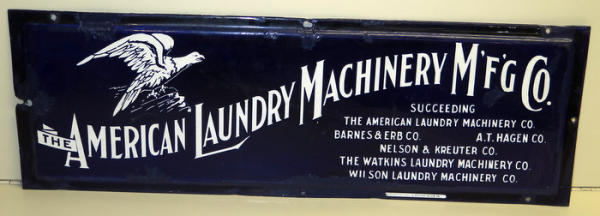 THE AMERICAN LAUNDRY MACHINERY M'F'G CO.
SUCCEEDING
THE AMERICAN LAUNDRY MACHINERY CO.
BARNES & ERB CO. A.T. HAGEN CO.
NELSON & KREUTER CO.
THE WATKINS LAUNDRY MACHINERY CO.
WILSON LAUNDRY MACHINERY CO.